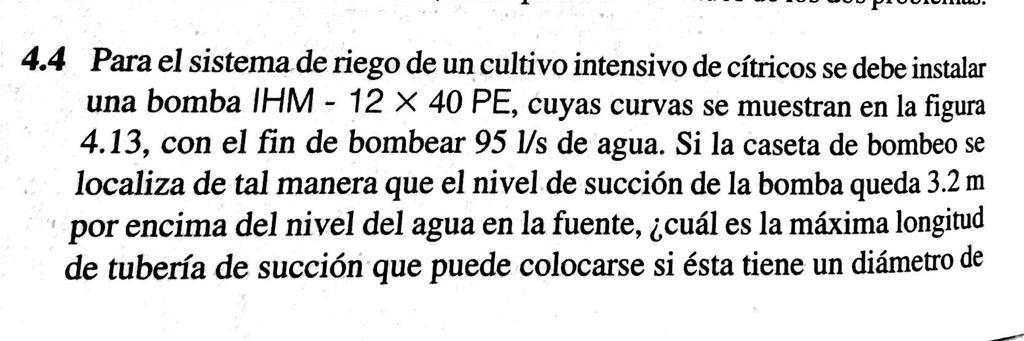 4.4 Para el sistema de riego de un cultivo intensivo de cítricos se debe instalar
una bomba IHM - 12 × 40 PE, cuyas curvas se muestran en la figura
4.13, con el fin de bombear 95 l/s de agua. Si la caseta de bombeo se
localiza de tal manera que el nivel de succión de la bomba queda 3.2 m
por encima del nivel del agua en la fuente, ¿cuál es la máxima longitud
de tubería de succión que puede colocarse si ésta tiene un diámetro de